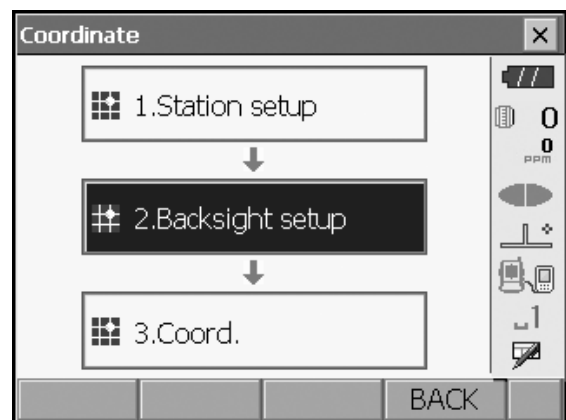 Coordinate
1.Station setup
0
0
PPM
2.Backsight setup
3.Coord.
1
BACK